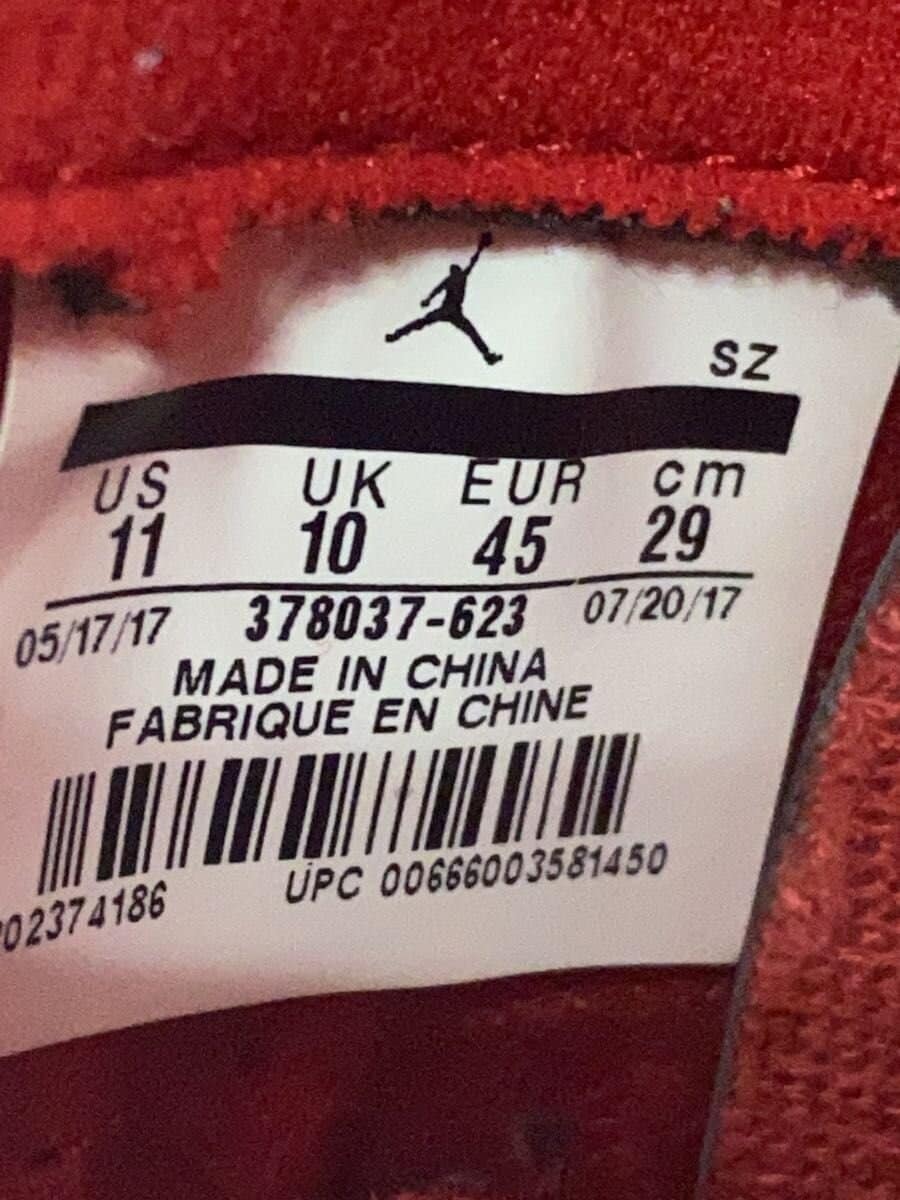 SZ
US UK EUR cm
11 10 45 29
05/17/17 378037-623 07/20/17
MADE IN CHINA
FABRIQUE EN CHINE
02374186 UPC 00666003581450